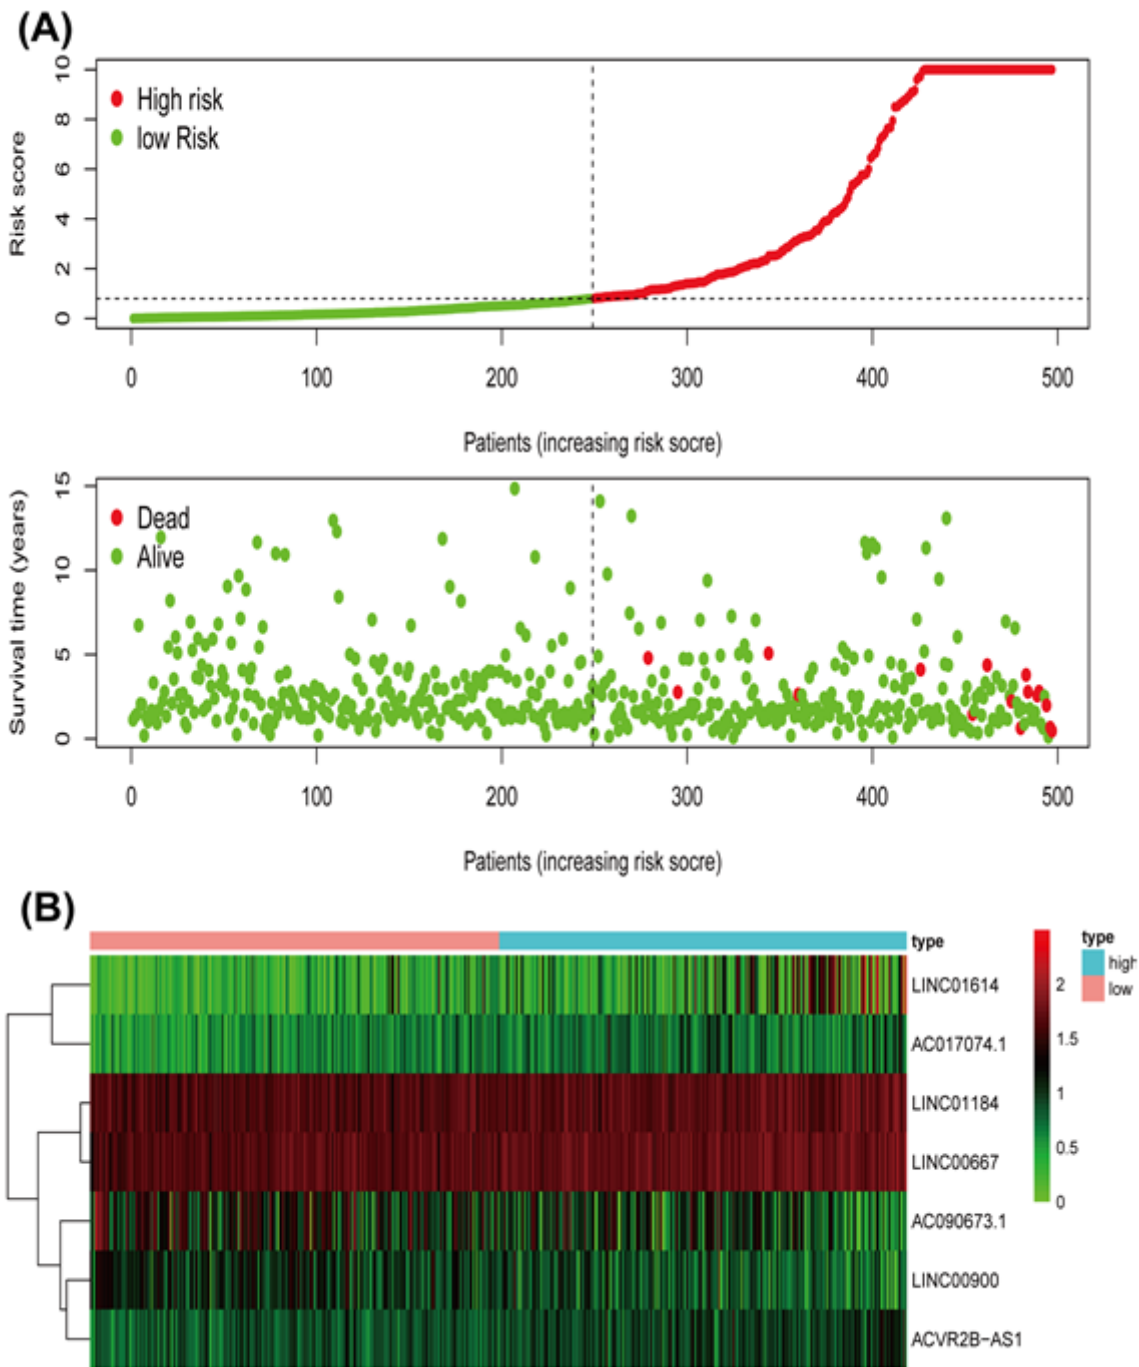 (A)
Risk score
10
8
6
4
2
0
High risk
low Risk
0 100 200 300 400 500
Patients (increasing risk socre)
Survival time (years)
15
10
5
0
Dead
Alive
0 100 200 300 400 500
Patients (increasing risk socre)
(B)
type
LINC01614
AC017074.1
LINC01184
LINC00667
AC090673.1
LINC00900
ACVR2B-AS1
2
1.5
1
0.5
0
type
high
low